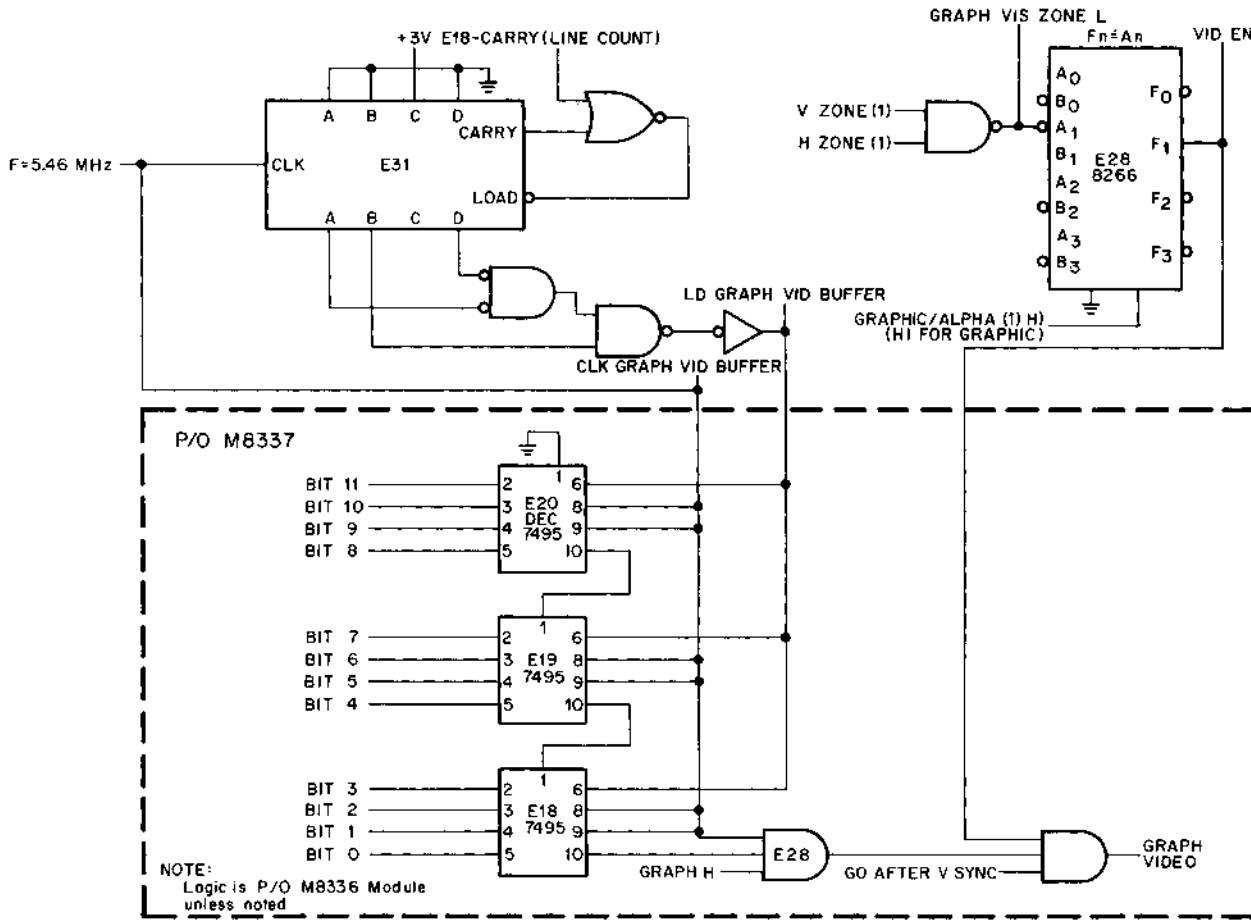 GRAPH VIS ZONE L
Fn=An
VID EN
+3V E18-CARRY (LINE COUNT)
A B C D
CARRY
F=5.46 MHz
CLK
E31
LOAD
A B C D
V ZONE (1)
H ZONE (1)
A0
B0
A1
B1
A2
B2
A3
B3
E28
8266
F0
F1
F2
F3
LD GRAPH VID BUFFER
GRAPHIC/ALPHA (1) H)
(HI FOR GRAPHIC)
CLK GRAPH VID BUFFER
P/O M8337
1
BIT 11 2 6
BIT 10 3 E20 8
BIT 9 4 DEC 9
BIT 8 5 7495 10
1
BIT 7 2 6
BIT 6 3 E19 8
BIT 5 4 7495 9
BIT 4 5 10
1
BIT 3 2 6
BIT 2 3 E18 8
BIT 1 4 7495 9
BIT 0 5 10
E28
GRAPH H
GO AFTER V SYNC
GRAPH
VIDEO
NOTE:
Logic is P/O M8336 Module
unless noted